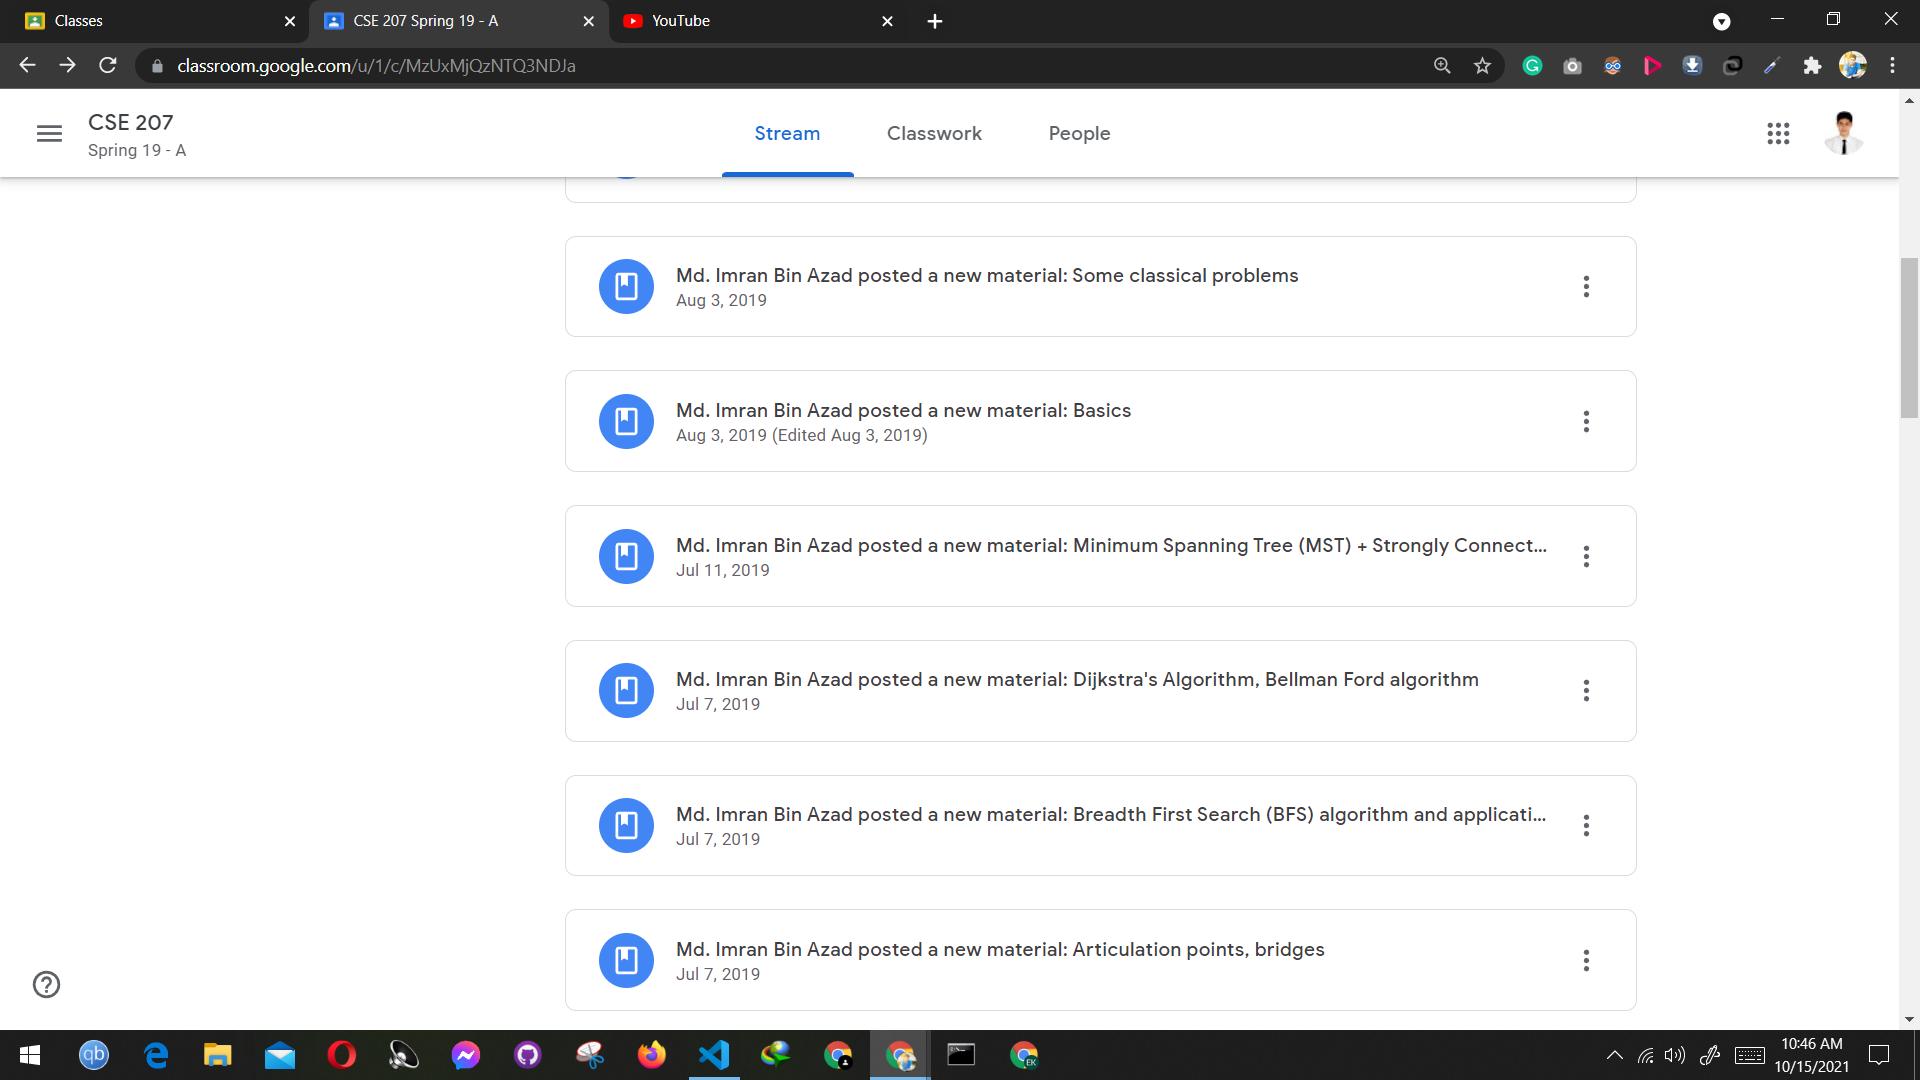 Classes
CSE 207 Spring 19 - A
YouTube
classroom.google.com/u/1/c/MzUxMjQzNTQ3NDJa
CSE 207
Spring 19 - A
Stream
Classwork
People
Md. Imran Bin Azad posted a new material: Some classical problems
Aug 3, 2019
Md. Imran Bin Azad posted a new material: Basics
Aug 3, 2019 (Edited Aug 3, 2019)
Md. Imran Bin Azad posted a new material: Minimum Spanning Tree (MST) + Strongly Connect...
Jul 11, 2019
Md. Imran Bin Azad posted a new material: Dijkstra's Algorithm, Bellman Ford algorithm
Jul 7, 2019
Md. Imran Bin Azad posted a new material: Breadth First Search (BFS) algorithm and applicati...
Jul 7, 2019
Md. Imran Bin Azad posted a new material: Articulation points, bridges
Jul 7, 2019
qb
EK
10:46 AM
10/15/2021